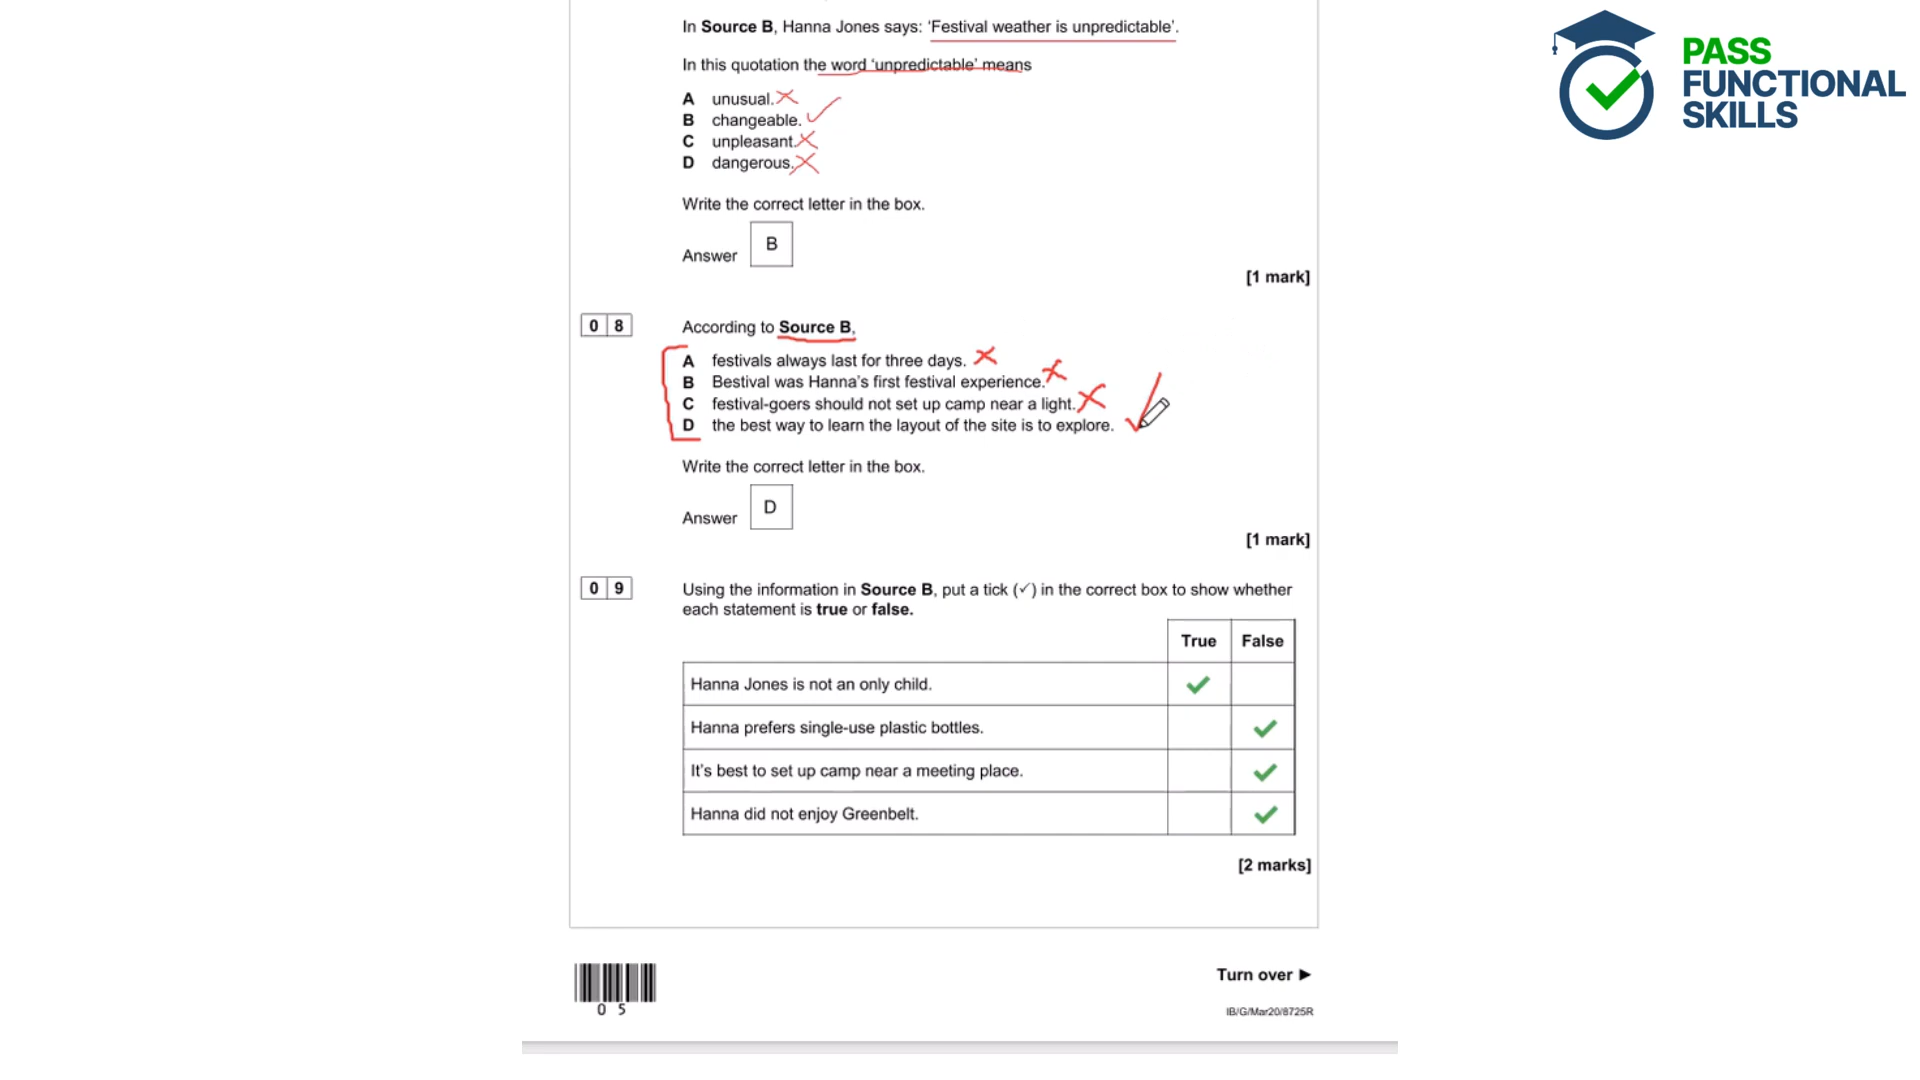 In Source B, Hanna Jones says: ‘Festival weather is unpredictable’.
PASS
FUNCTIONAL
SKILLS
In this quotation the word ‘unpredictable’ means
A unusual.
B changeable.
C unpleasant.
D dangerous.
Write the correct letter in the box.
Answer B
[1 mark]
0 8 According to Source B,
A festivals always last for three days.
B Bestival was Hanna’s first festival experience.
C festival-goers should not set up camp near a light.
D the best way to learn the layout of the site is to explore.
Write the correct letter in the box.
Answer D
[1 mark]
0 9 Using the information in Source B, put a tick (✓) in the correct box to show whether
each statement is true or false.
True False
Hanna Jones is not an only child. ✓
Hanna prefers single-use plastic bottles. ✓
It’s best to set up camp near a meeting place. ✓
Hanna did not enjoy Greenbelt. ✓
[2 marks]
Turn over ►
0 5
IB/G/Mar20/8725R